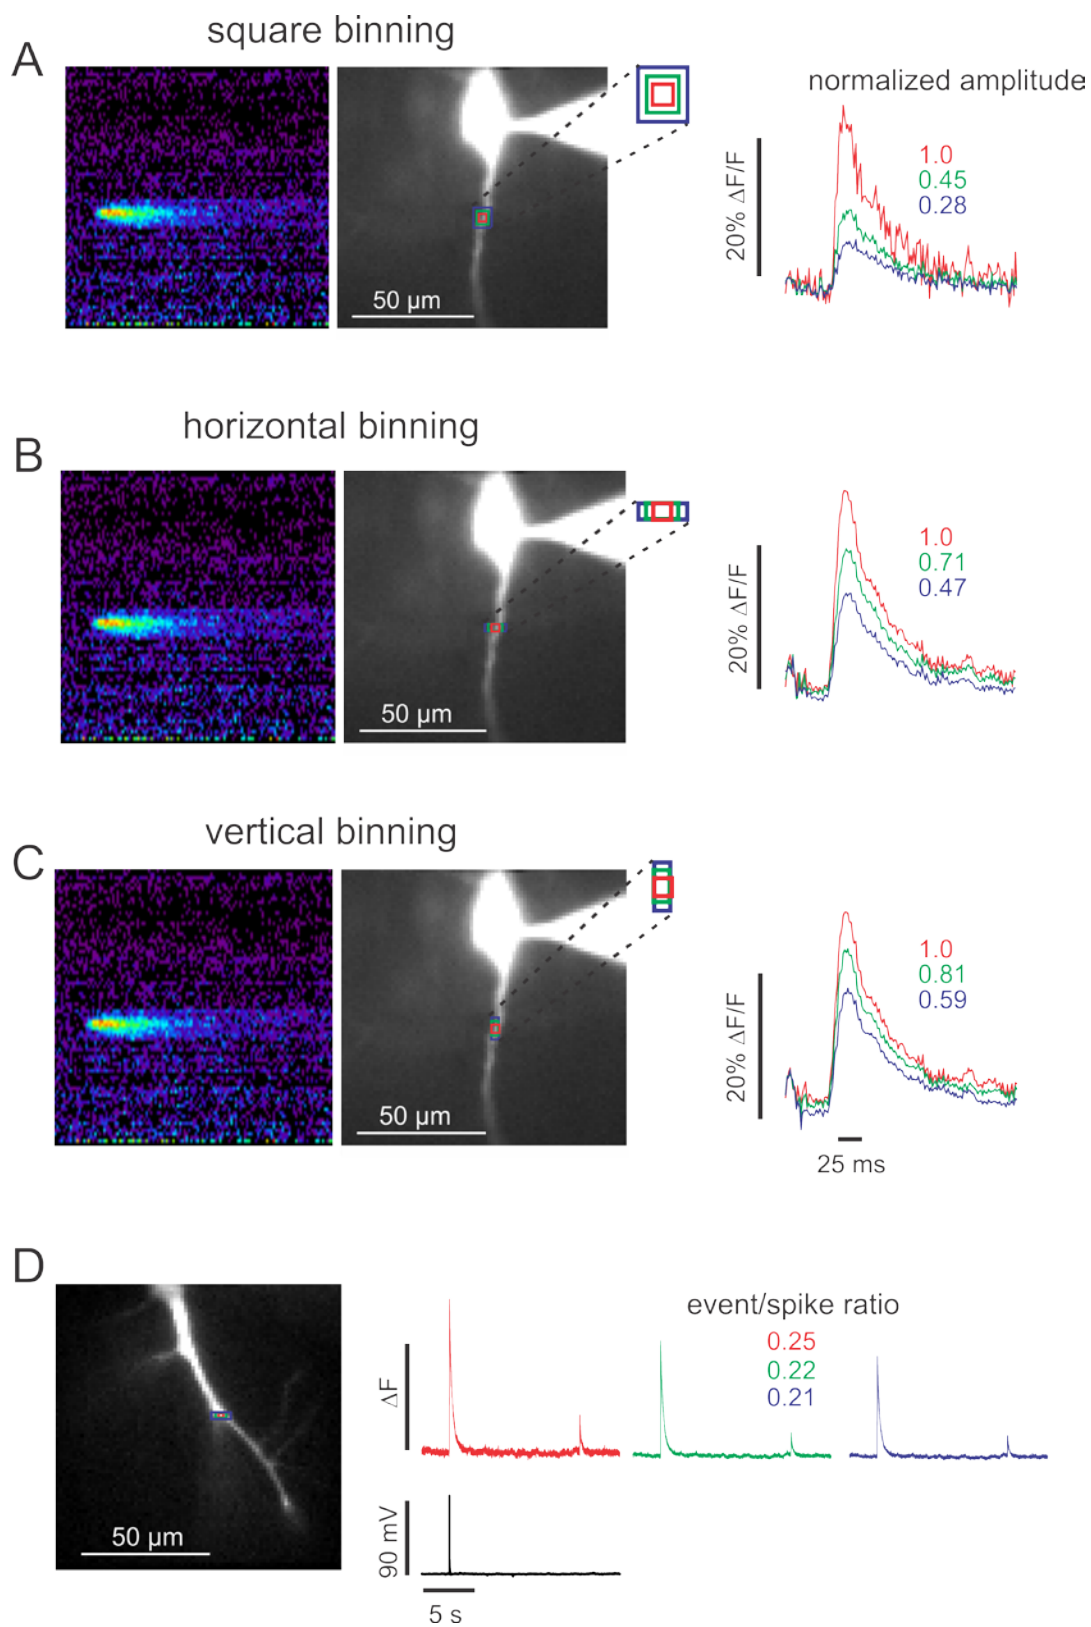 A
square binning
normalized amplitude
20% ΔF/F
1.0
0.45
0.28
50 µm
B
horizontal binning
20% ΔF/F
1.0
0.71
0.47
50 µm
C
vertical binning
20% ΔF/F
1.0
0.81
0.59
50 µm
25 ms
D
event/spike ratio
0.25
0.22
0.21
ΔF
50 µm
90 mV
5 s